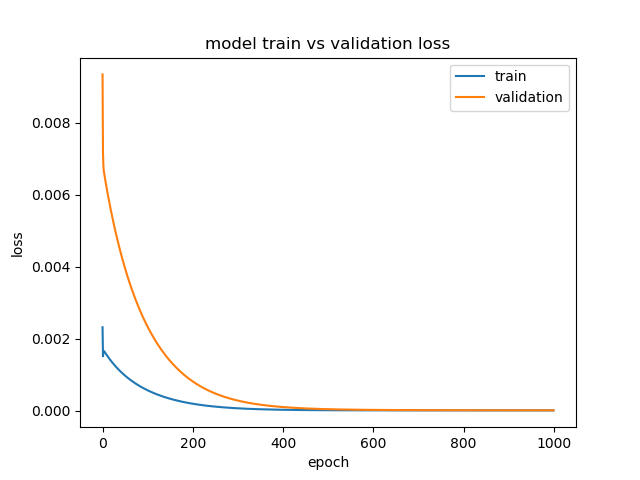 model train vs validation loss
train
validation
loss
0.008
0.006
0.004
0.002
0.000
0 200 400 600 800 1000
epoch